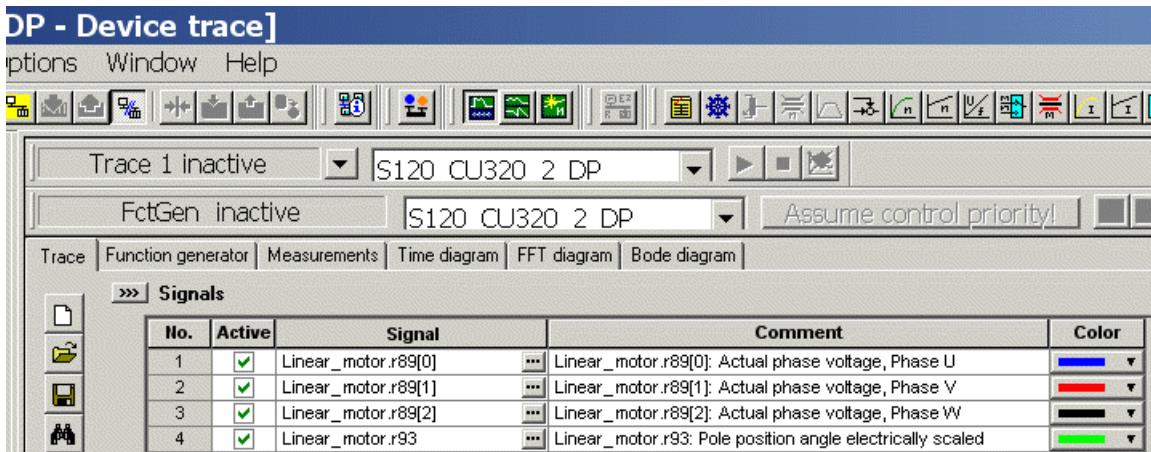 DP - Device trace]
ptions Window Help
Trace 1 inactive S120_CU320_2_DP
FctGen inactive S120_CU320_2_DP Assume control priority!
Trace Function generator Measurements Time diagram FFT diagram Bode diagram
>>> Signals
No. Active Signal Comment Color
1 Linear_motor.r89[0] ... Linear_motor.r89[0]: Actual phase voltage, Phase U
2 Linear_motor.r89[1] ... Linear_motor.r89[1]: Actual phase voltage, Phase V
3 Linear_motor.r89[2] ... Linear_motor.r89[2]: Actual phase voltage, Phase W
4 Linear_motor.r93 ... Linear_motor.r93: Pole position angle electrically scaled